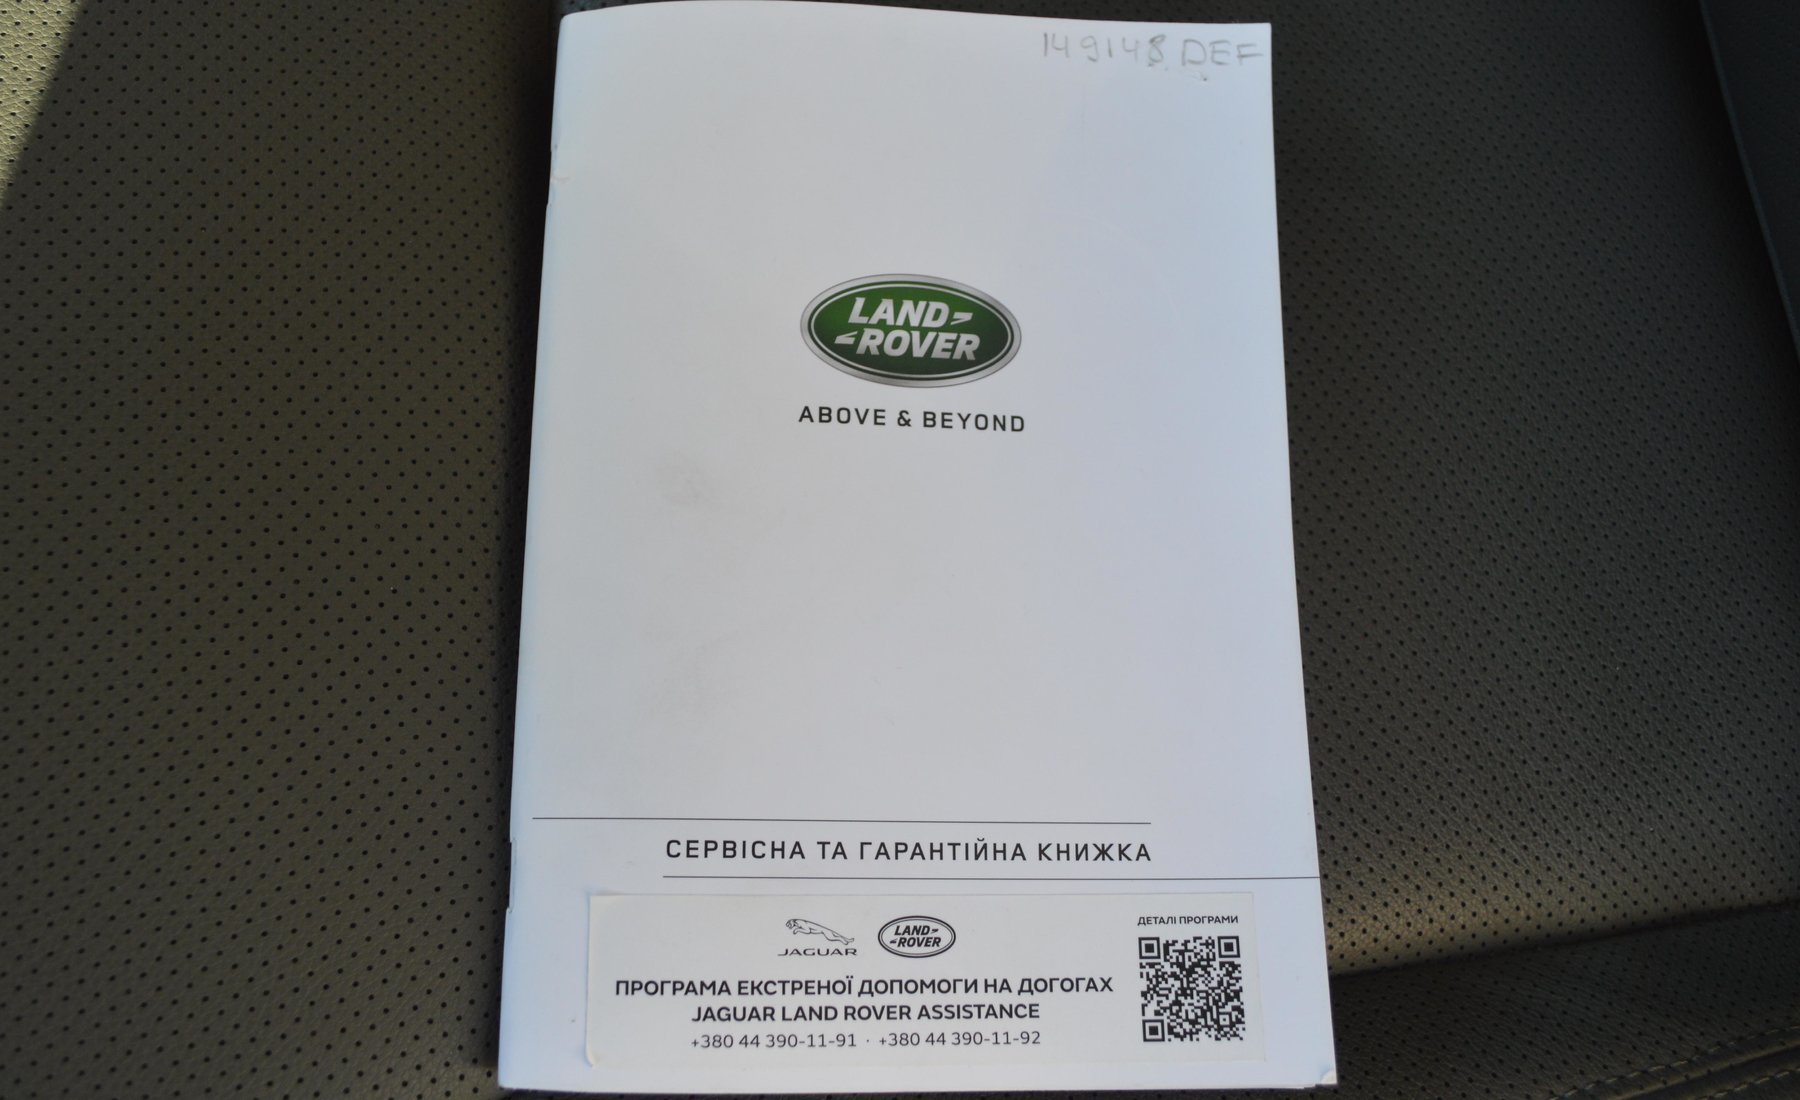 149148 DEF
LAND
ROVER
ABOVE & BEYOND
СЕРВІСНА ТА ГАРАНТІЙНА КНИЖКА
JAGUAR
LAND
ROVER
ДЕТАЛІ ПРОГРАМИ
ПРОГРАМА ЕКСТРЕНОЇ ДОПОМОГИ НА ДОГОГАХ
JAGUAR LAND ROVER ASSISTANCE
+380 44 390-11-91 · +380 44 390-11-92